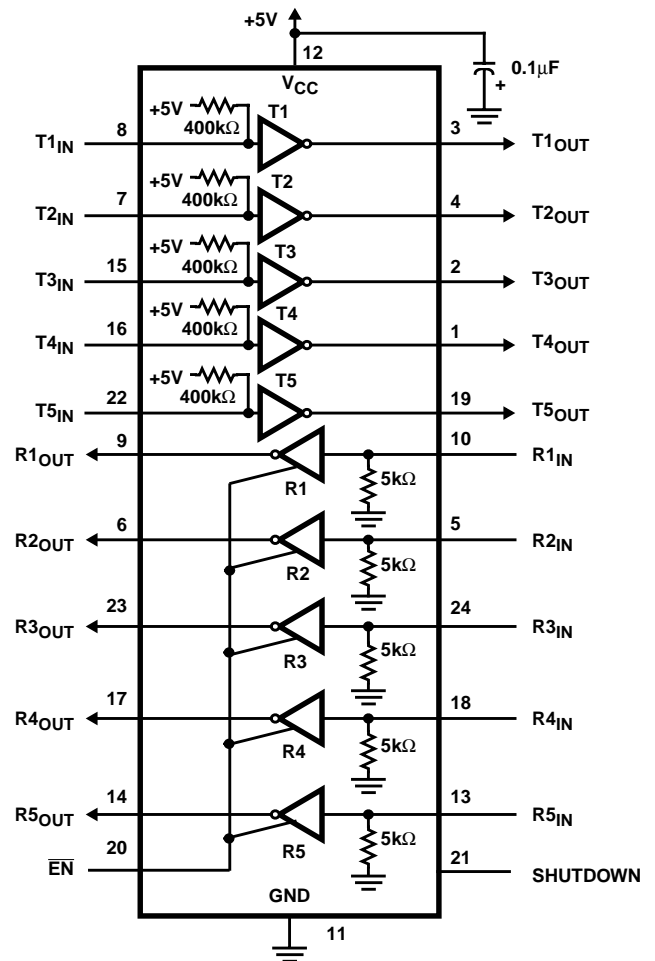 +5V
12
0.1µF
+
VCC
+5V
400kΩ
T1
T1IN
8
3
T1OUT
+5V
400kΩ
T2
T2IN
7
4
T2OUT
+5V
400kΩ
T3
T3IN
15
2
T3OUT
+5V
400kΩ
T4
T4IN
16
1
T4OUT
+5V
400kΩ
T5
T5IN
22
19
T5OUT
R1OUT
9
R1
5kΩ
10
R1IN
R2OUT
6
R2
5kΩ
5
R2IN
R3OUT
23
R3
5kΩ
24
R3IN
R4OUT
17
R4
5kΩ
18
R4IN
R5OUT
14
R5
5kΩ
13
R5IN
20
E̅N̅
21
SHUTDOWN
GND
11